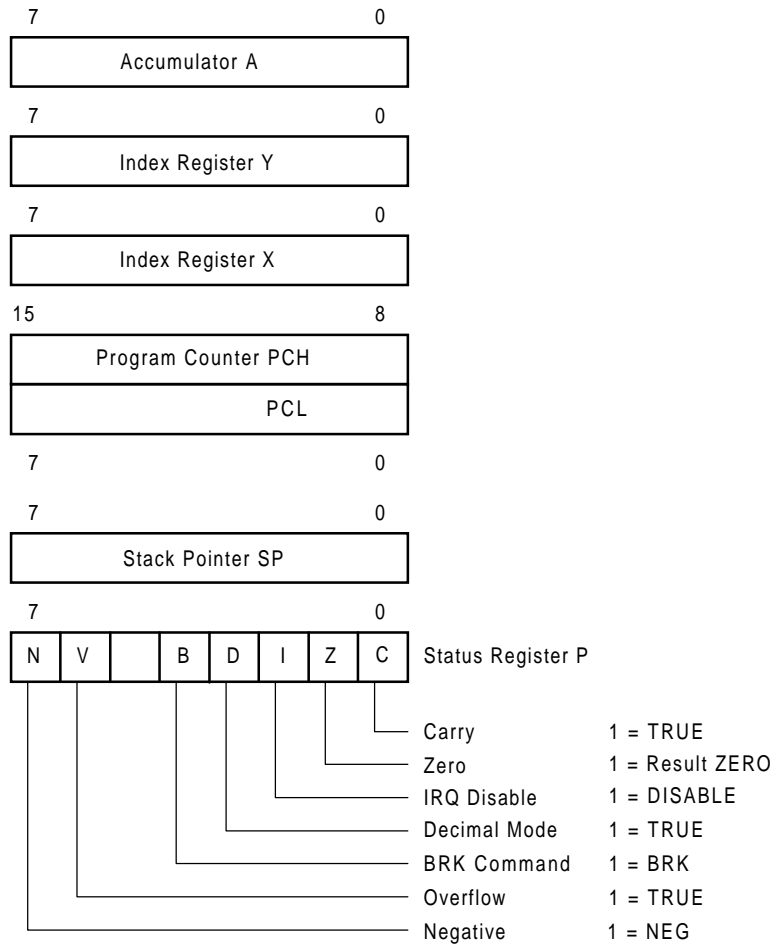 7 0
Accumulator A
7 0
Index Register Y
7 0
Index Register X
15 8
Program Counter PCH
PCL
7 0
7 0
Stack Pointer SP
7 0
N V B D I Z C Status Register P
Carry 1 = TRUE
Zero 1 = Result ZERO
IRQ Disable 1 = DISABLE
Decimal Mode 1 = TRUE
BRK Command 1 = BRK
Overflow 1 = TRUE
Negative 1 = NEG